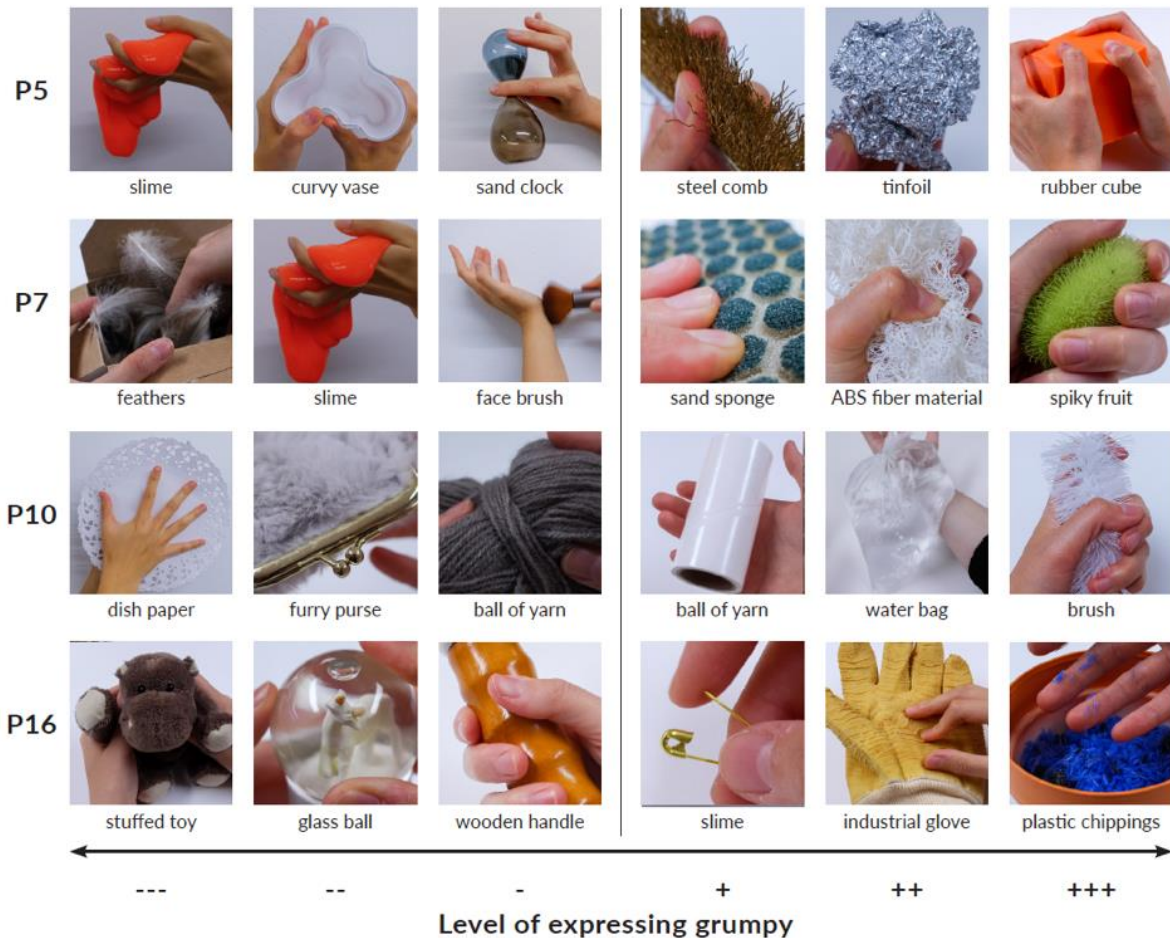 P5
slime curvy vase sand clock steel comb tinfoil rubber cube
P7
feathers slime face brush sand sponge ABS fiber material spiky fruit
P10
dish paper furry purse ball of yarn ball of yarn water bag brush
P16
stuffed toy glass ball wooden handle slime industrial glove plastic chippings
--- -- - + ++ +++
Level of expressing grumpy